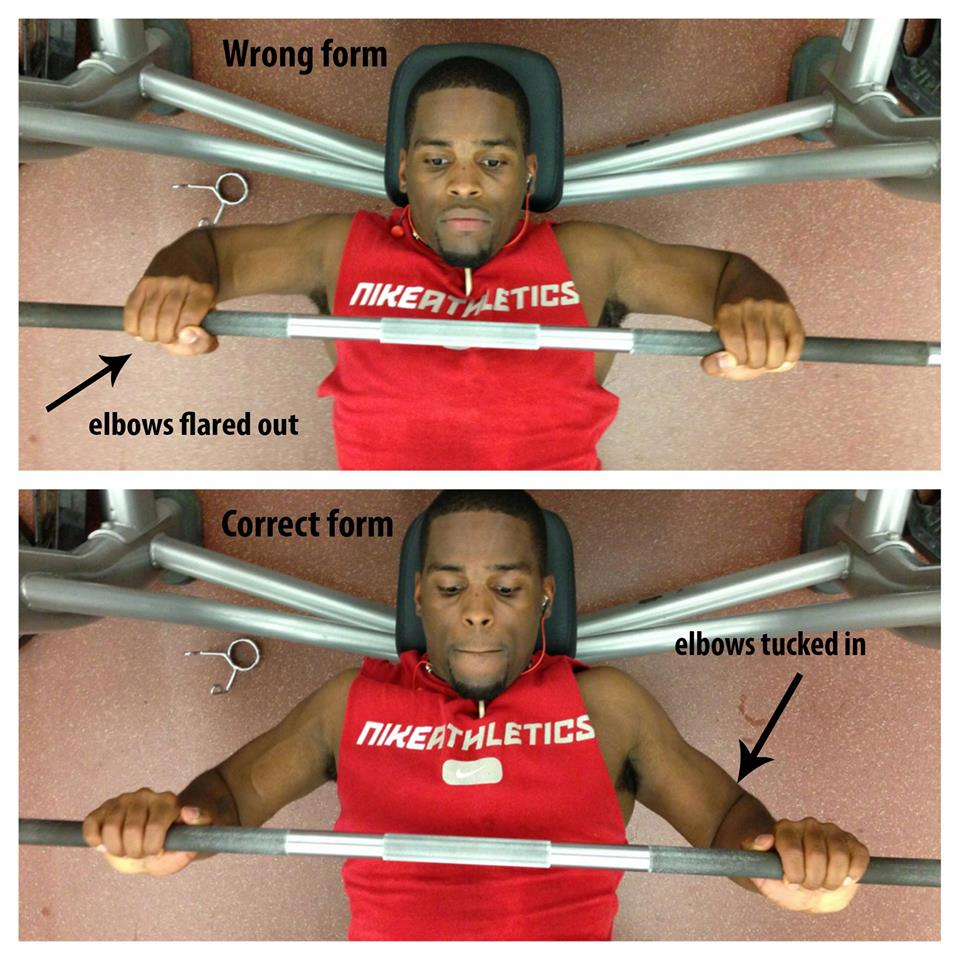 Wrong form
NIKEATHLETICS
elbows flared out
Correct form
elbows tucked in
NIKEATHLETICS